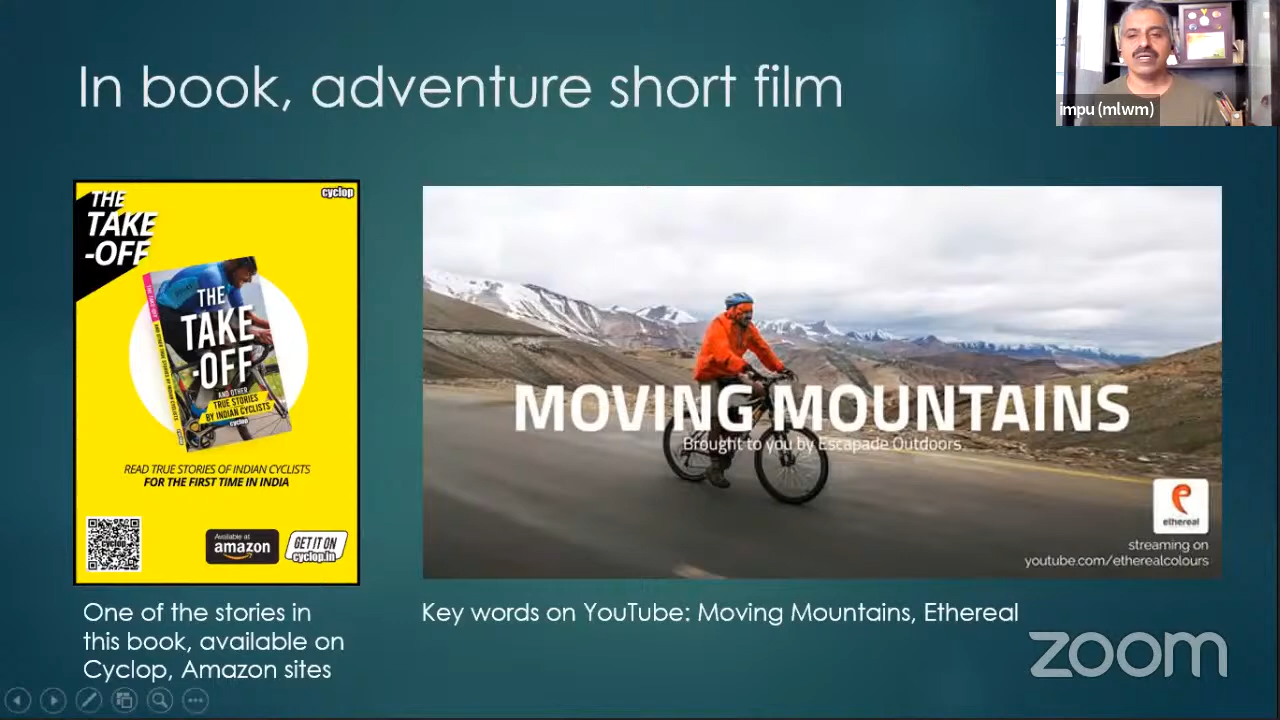 In book, adventure short film
impu (mlwm)
cyclop
THE
TAKE
-OFF
THE
TAKE
-OFF
AND OTHER
TRUE STORIES
BY INDIAN CYCLISTS
cyclop
READ TRUE STORIES OF INDIAN CYCLISTS
FOR THE FIRST TIME IN INDIA
cyclop
Available at
amazon
GET IT ON
cyclop.in
MOVING MOUNTAINS
Brought to you by Escapade Outdoors.
ethereal
streaming on
youtube.com/etherealcolours
One of the stories in
this book, available on
Cyclop, Amazon sites
Key words on YouTube: Moving Mountains, Ethereal
zoom